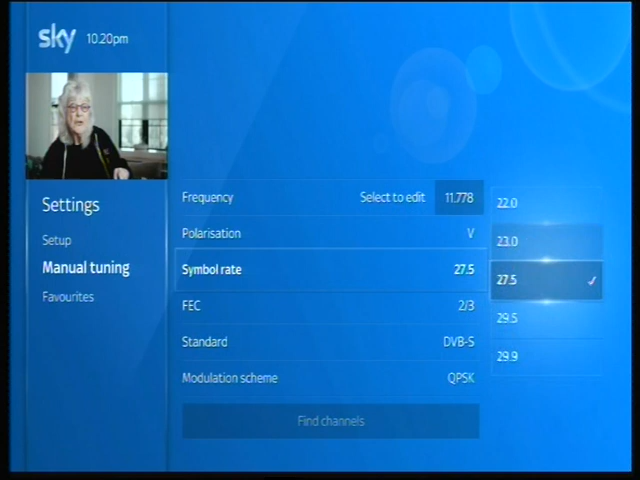 sky 10.20pm
Settings
Setup
Manual tuning
Favourites
Frequency Select to edit 11.778
Polarisation V
Symbol rate 27.5
FEC 2/3
Standard DVB-S
Modulation scheme QPSK
Find channels
22.0
23.0
27.5
29.5
29.9